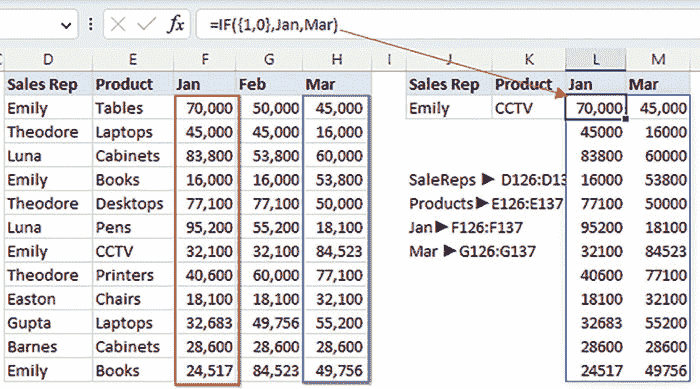 fx =IF({1,0},Jan,Mar)
D E F G H I J K L M
Sales Rep Product Jan Feb Mar Sales Rep Product Jan Mar
Emily Tables 70,000 50,000 45,000 Emily CCTV 70,000 45,000
Theodore Laptops 45,000 45,000 16,000 45000 16000
Luna Cabinets 83,800 53,800 60,000 83800 60000
Emily Books 16,000 16,000 53,800 SaleReps ► D126:D13 16000 53800
Theodore Desktops 77,100 77,100 50,000 Products►E126:E137 77100 50000
Luna Pens 95,200 55,200 18,100 Jan►F126:F137 95200 18100
Emily CCTV 32,100 32,100 84,523 Mar►G126:G137 32100 84523
Theodore Printers 40,600 60,000 77,100 40600 77100
Easton Chairs 18,100 18,100 32,100 18100 32100
Gupta Laptops 32,683 49,756 55,200 32683 55200
Barnes Cabinets 28,600 28,600 28,600 28600 28600
Emily Books 24,517 84,523 49,756 24517 49756